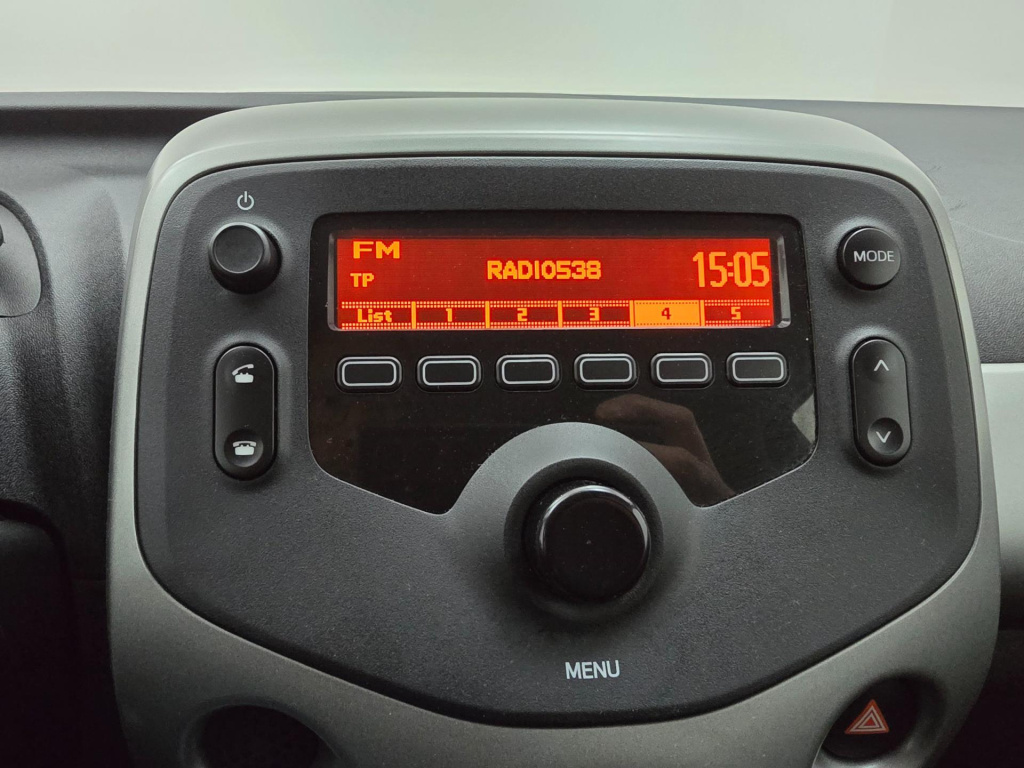 FM
TP
RADIO538
15:05
List 1 2 3 4 5
MODE
MENU